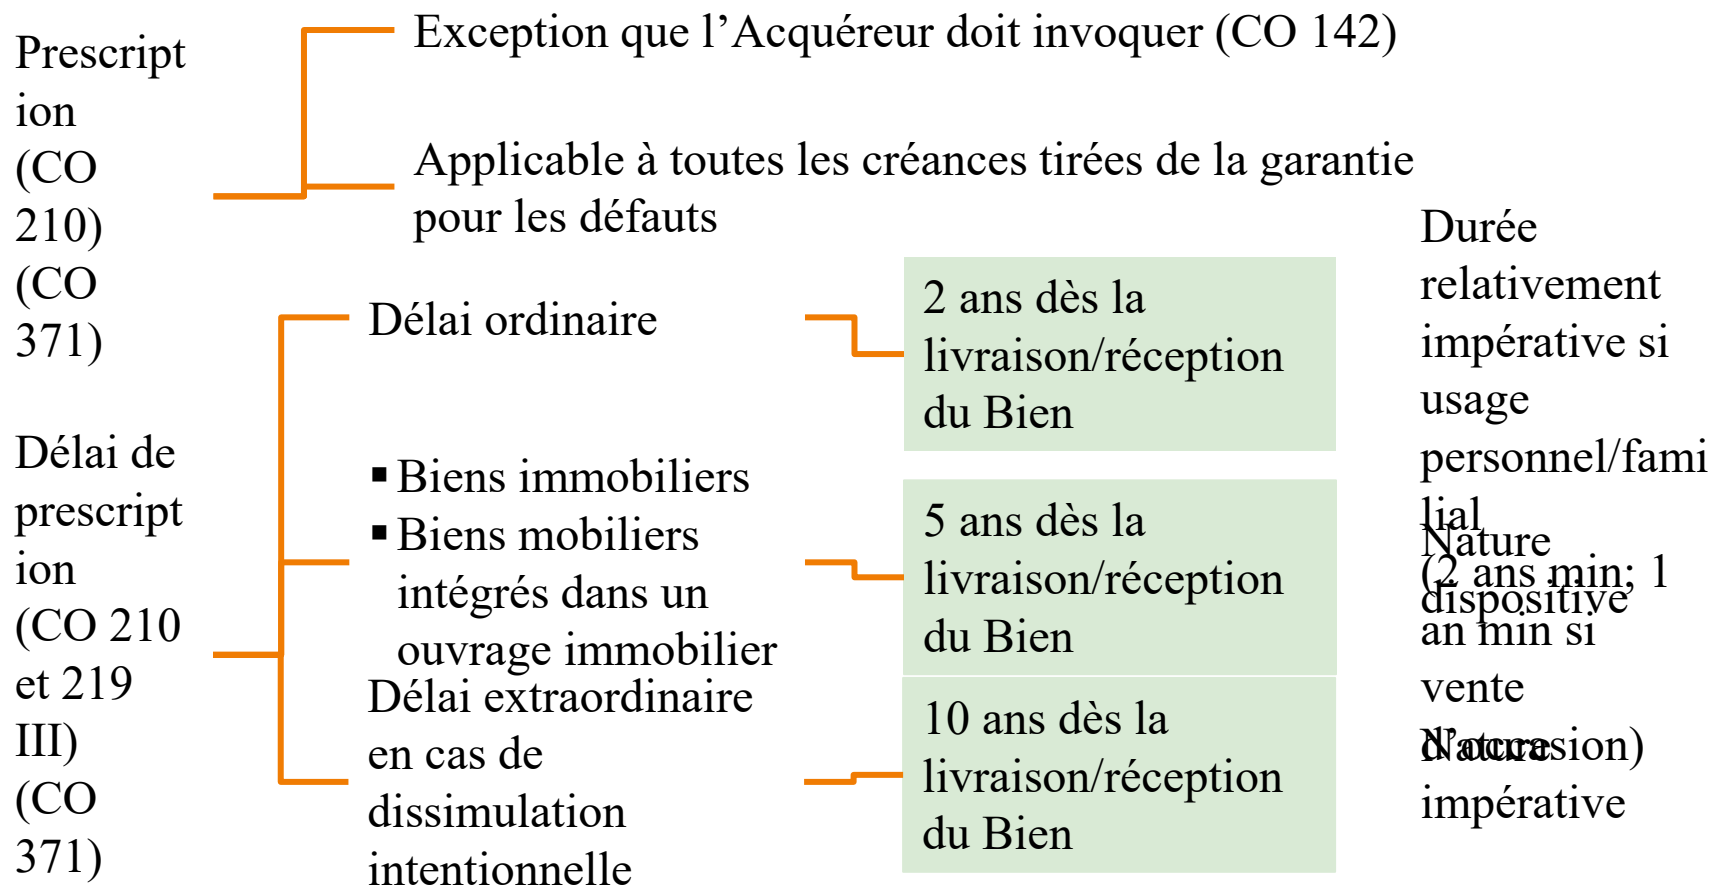 Prescript
ion
(CO
210)
(CO
371)
Exception que l’Acquéreur doit invoquer (CO 142)
Applicable à toutes les créances tirées de la garantie
pour les défauts
Délai de
prescript
ion
(CO 210
et 219
III)
(CO
371)
Délai ordinaire
2 ans dès la
livraison/réception
du Bien
Durée
relativement
impérative si
usage
personnel/fami
lial
(2 ans min; 1
an min si
vente
d’occasion)
▪ Biens immobiliers
▪ Biens mobiliers
intégrés dans un
ouvrage immobilier
5 ans dès la
livraison/réception
du Bien
Nature
dispositive
Délai extraordinaire
en cas de
dissimulation
intentionnelle
10 ans dès la
livraison/réception
du Bien
Nature
impérative